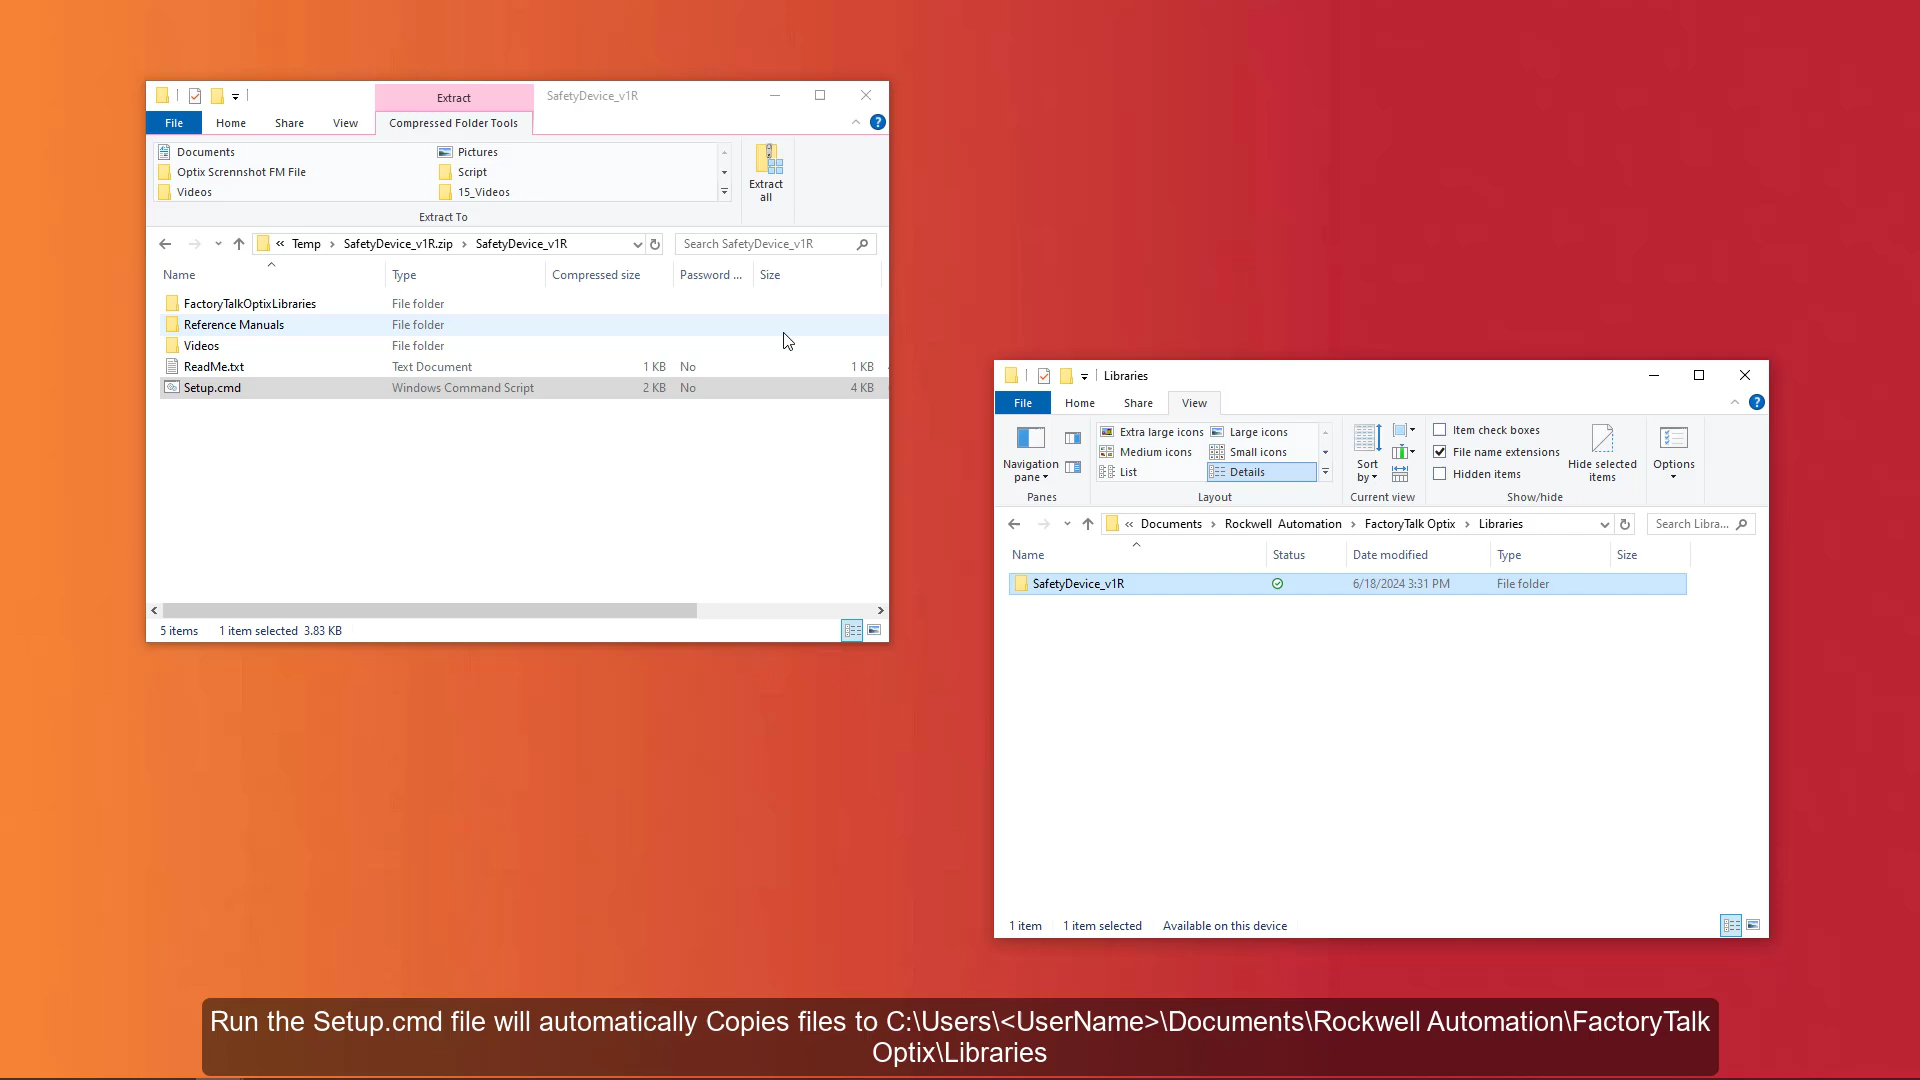 Extract SafetyDevice_v1R
File Home Share View Compressed Folder Tools
Documents Pictures
Optix Scrennshot FM File Script
Videos 15_Videos
Extract all
Extract To
« Temp › SafetyDevice_v1R.zip › SafetyDevice_v1R Search SafetyDevice_v1R
Name Type Compressed size Password ... Size
FactoryTalkOptixLibraries File folder
Reference Manuals File folder
Videos File folder
ReadMe.txt Text Document 1 KB No 1 KB
Setup.cmd Windows Command Script 2 KB No 4 KB
5 items 1 item selected 3.83 KB
Libraries
File Home Share View
Extra large icons Large icons Item check boxes
Medium icons Small icons File name extensions
List Details Hidden items
Navigation pane Sort by Hide selected items Options
Panes Layout Current view Show/hide
« Documents › Rockwell Automation › FactoryTalk Optix › Libraries Search Libra...
Name Status Date modified Type Size
SafetyDevice_v1R 6/18/2024 3:31 PM File folder
1 item 1 item selected Available on this device
Run the Setup.cmd file will automatically Copies files to C:\Users\<UserName>\Documents\Rockwell Automation\FactoryTalk
Optix\Libraries